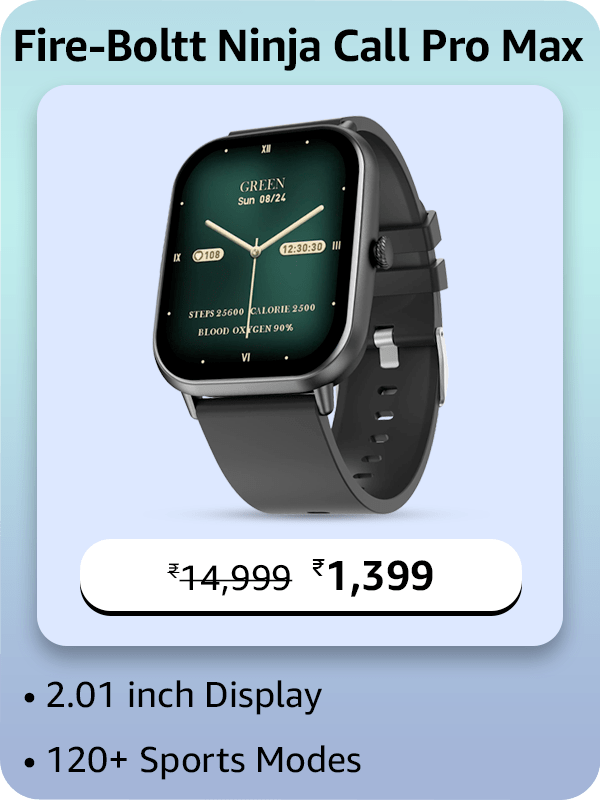 Fire-Boltt Ninja Call Pro Max
XII
GREEN
Sun 08/24
IX 108 12:30:30 III
STEPS 25600 CALORIE 2500
BLOOD OXYGEN 90%
VI
₹14,999 ₹1,399
• 2.01 inch Display
• 120+ Sports Modes